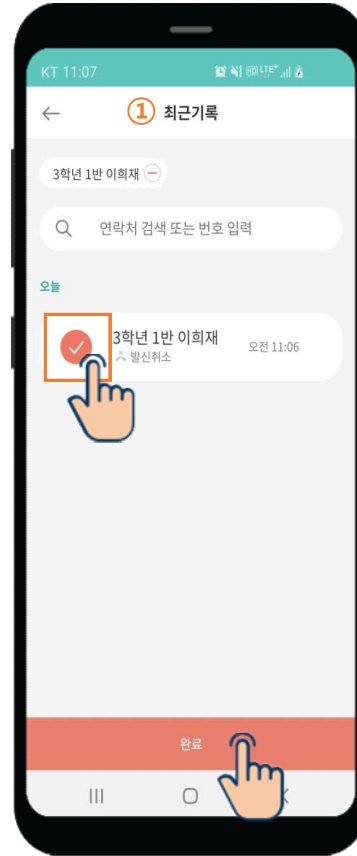 KT 11:07
① 최근기록
3학년 1반 이희재
연락처 검색 또는 번호 입력
오늘
3학년 1반 이희재
발신취소
오전 11:06
완료